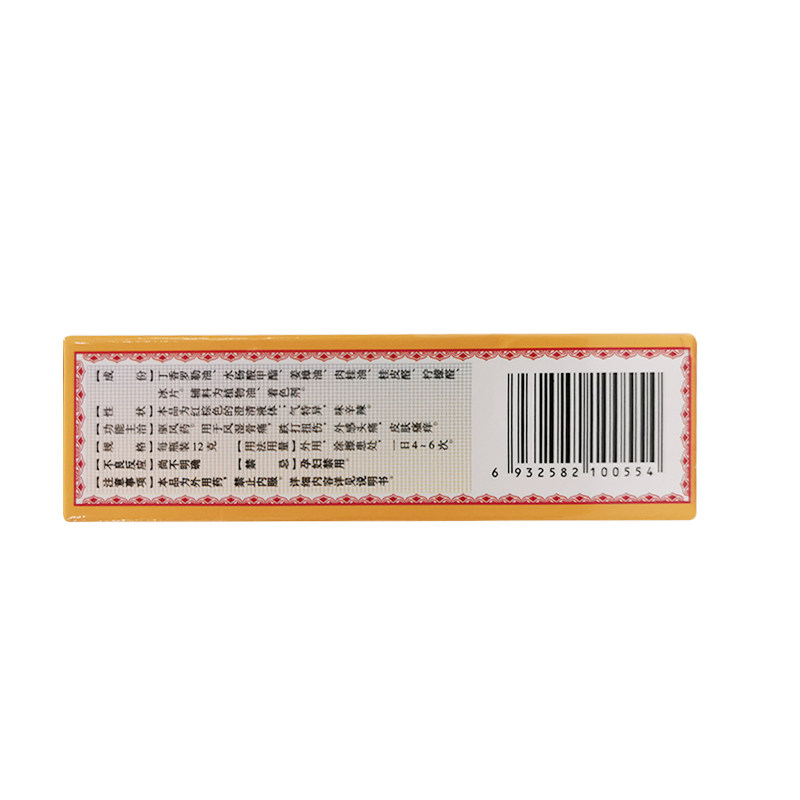 【成　　份】丁香罗勒油、水杨酸甲酯、姜樟油、肉桂油、桂醛、柠檬醛、
冰片。辅料为植物油、着色剂。
【性　　状】本品为红棕色的澄清液体；气特异，味辛辣。
【功能主治】驱风药。用于风湿骨痛，跌打扭伤，冷感头痛，皮肤瘙痒。
【规　　格】每瓶装12克【用法用量】外用，涂擦患处，一日4~6次。
【不良反应】尚不明确【禁　　忌】孕妇禁用。
【注意事项】本品为外用药，禁止内服。详细内容详见说明书。
6 932582 100554